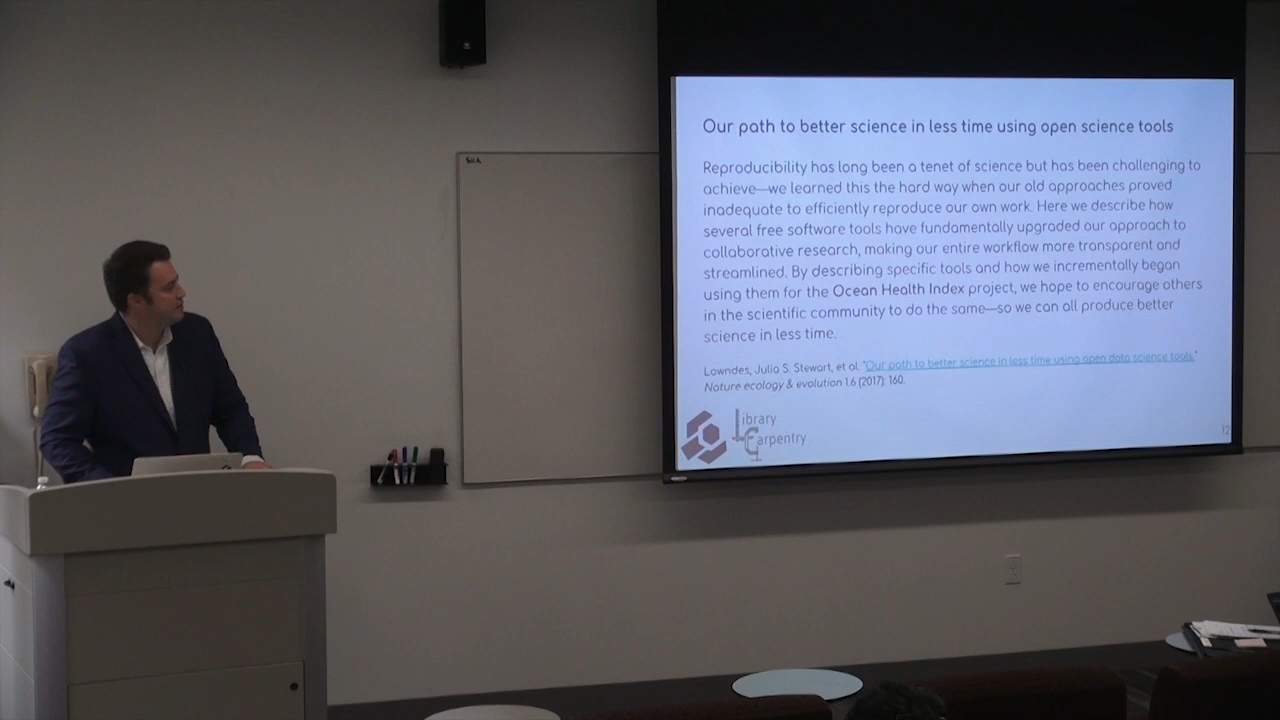 Our path to better science in less time using open science tools
Reproducibility has long been a tenet of science but has been challenging to
achieve—we learned this the hard way when our old approaches proved
inadequate to efficiently reproduce our own work. Here we describe how
several free software tools have fundamentally upgraded our approach to
collaborative research, making our entire workflow more transparent and
streamlined. By describing specific tools and how we incrementally began
using them for the Ocean Health Index project, we hope to encourage others
in the scientific community to do the same—so we can all produce better
science in less time.
Lowndes, Julia S. Stewart, et al. "Our path to better science in less time using open data science tools."
Nature ecology & evolution 1.6 (2017): 160.
Library
Carpentry
12